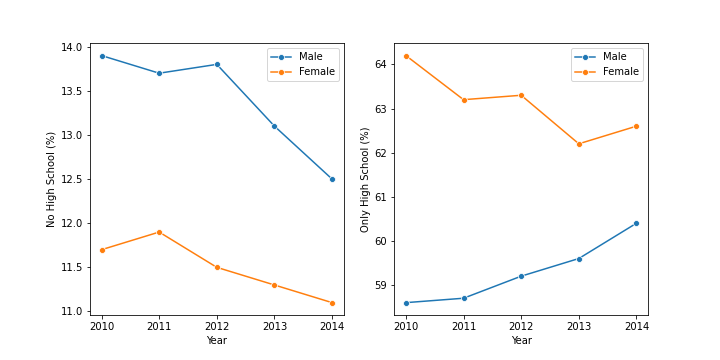 No High School (%)
14.0
13.5
13.0
12.5
12.0
11.5
11.0
2010 2011 2012 2013 2014
Year
Male
Female
Only High School (%)
64
63
62
61
60
59
2010 2011 2012 2013 2014
Year
Male
Female